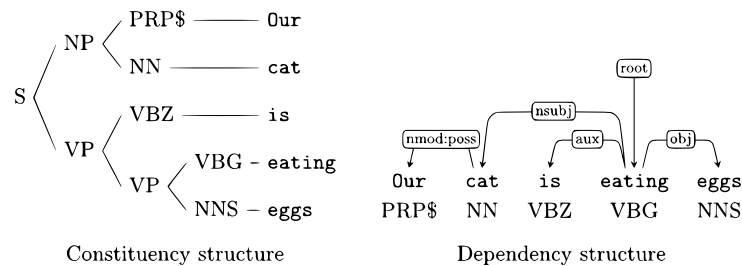 PRP$ Our
NP
NN cat
S
VBZ is
VP
VBG eating
VP
NNS eggs
Constituency structure
root
nsubj
nmod:poss aux obj
Our cat is eating eggs
PRP$ NN VBZ VBG NNS
Dependency structure